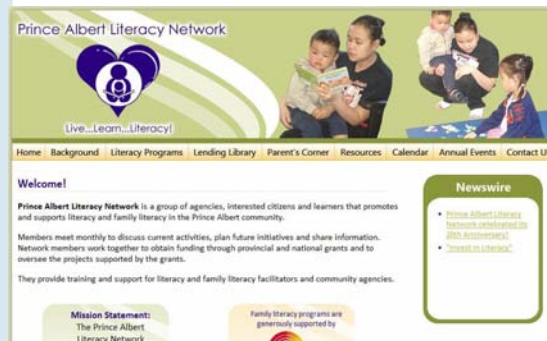 Prince Albert Literacy Network
Live...Learn...Literacy!
Home Background Literacy Programs Lending Library Parent's Corner Resources Calendar Annual Events Contact U
Welcome!
Prince Albert Literacy Network is a group of agencies, interested citizens and learners that promotes
and supports literacy and family literacy in the Prince Albert community.
Members meet monthly to discuss current activities, plan future initiatives and share information.
Network members work together to obtain funding through provincial and national grants and to
oversee the projects supported by the grants.
They provide training and support for literacy and family literacy facilitators and community agencies.
Newswire
Prince Albert Literacy
Network celebrated its
20th Anniversary!
"Invest in Literacy"
Mission Statement:
The Prince Albert
Literacy Network
Family literacy programs are
generously supported by